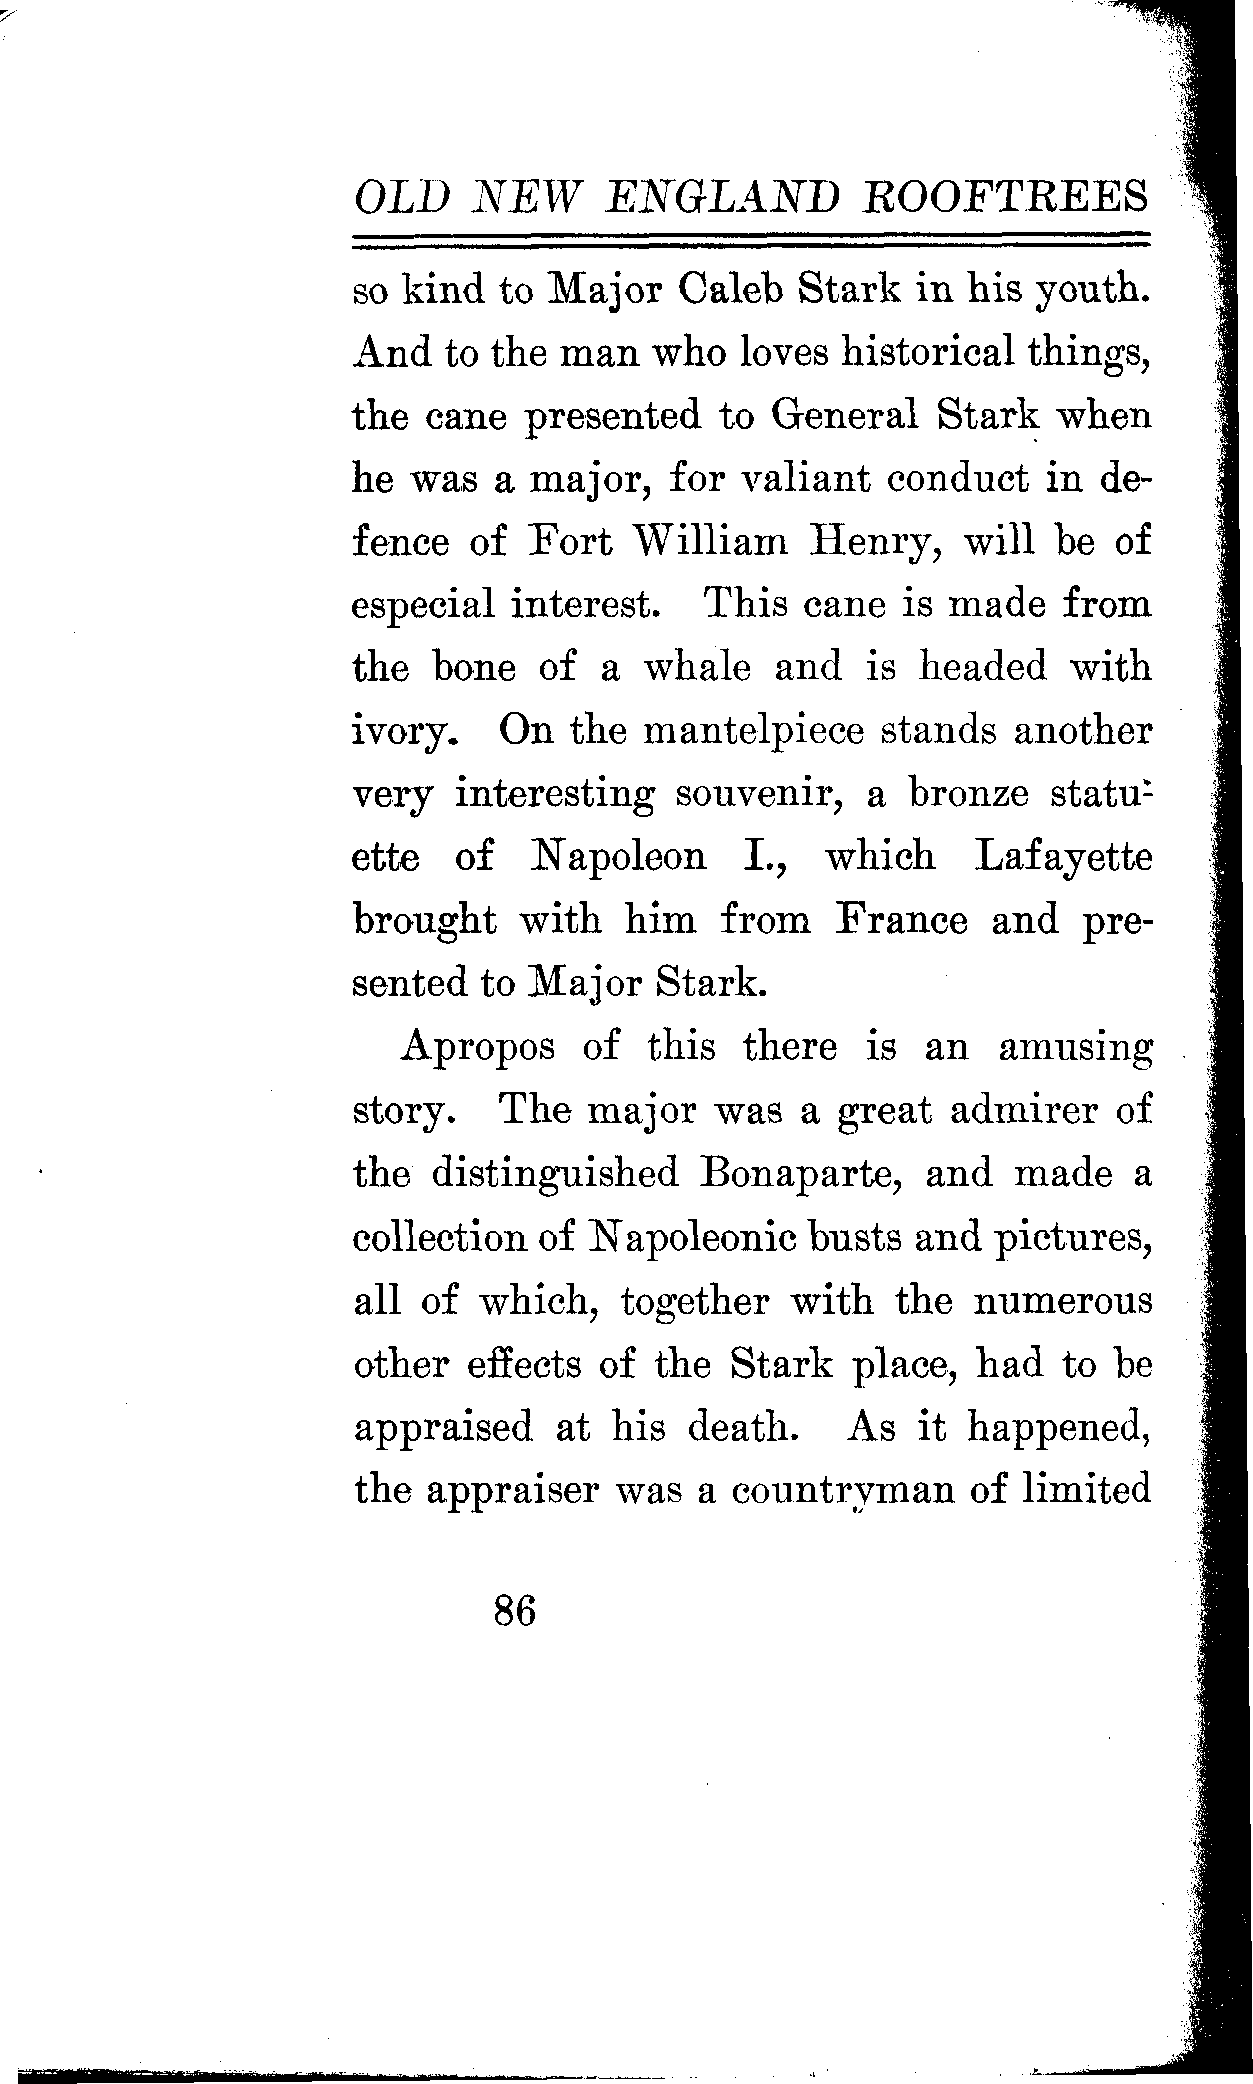 OLD NEW ENGLAND ROOFTREES
so kind to Major Caleb Stark in his youth.
And to the man who loves historical things,
the cane presented to General Stark when
he was a major, for valiant conduct in de-
fence of Fort William Henry, will be of
especial interest. This cane is made from
the bone of a whale and is headed with
ivory. On the mantelpiece stands another
very interesting souvenir, a bronze statu-
ette of Napoleon I., which Lafayette
brought with him from France and pre-
sented to Major Stark.
Apropos of this there is an amusing
story. The major was a great admirer of
the distinguished Bonaparte, and made a
collection of Napoleonic busts and pictures,
all of which, together with the numerous
other effects of the Stark place, had to be
appraised at his death. As it happened,
the appraiser was a countryman of limited
86